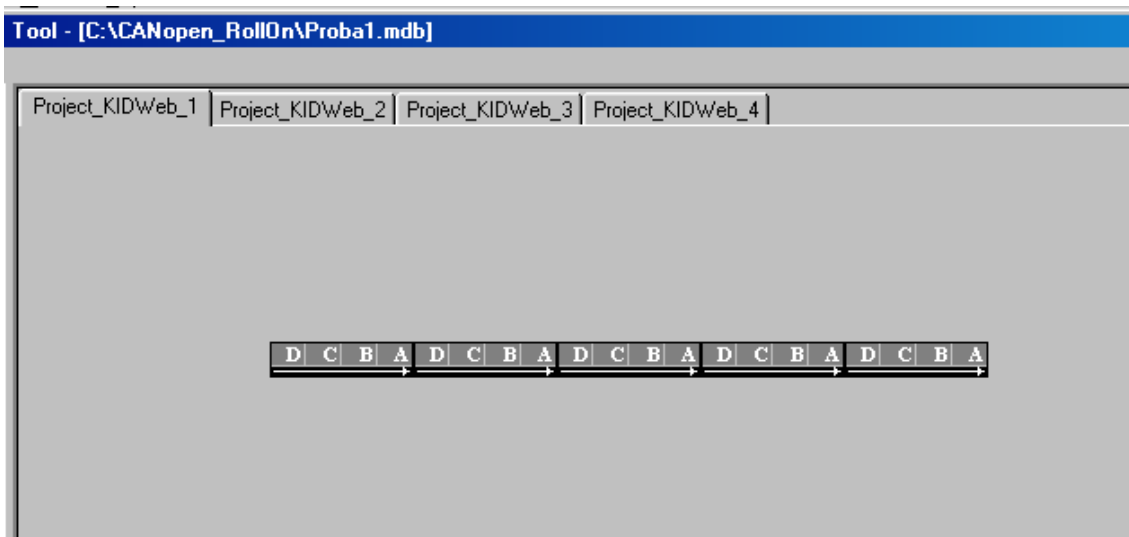 Tool - [C:\CANopen_RollOn\Proba1.mdb]
Project_KIDWeb_1 Project_KIDWeb_2 Project_KIDWeb_3 Project_KIDWeb_4
D C B A D C B A D C B A D C B A D C B A